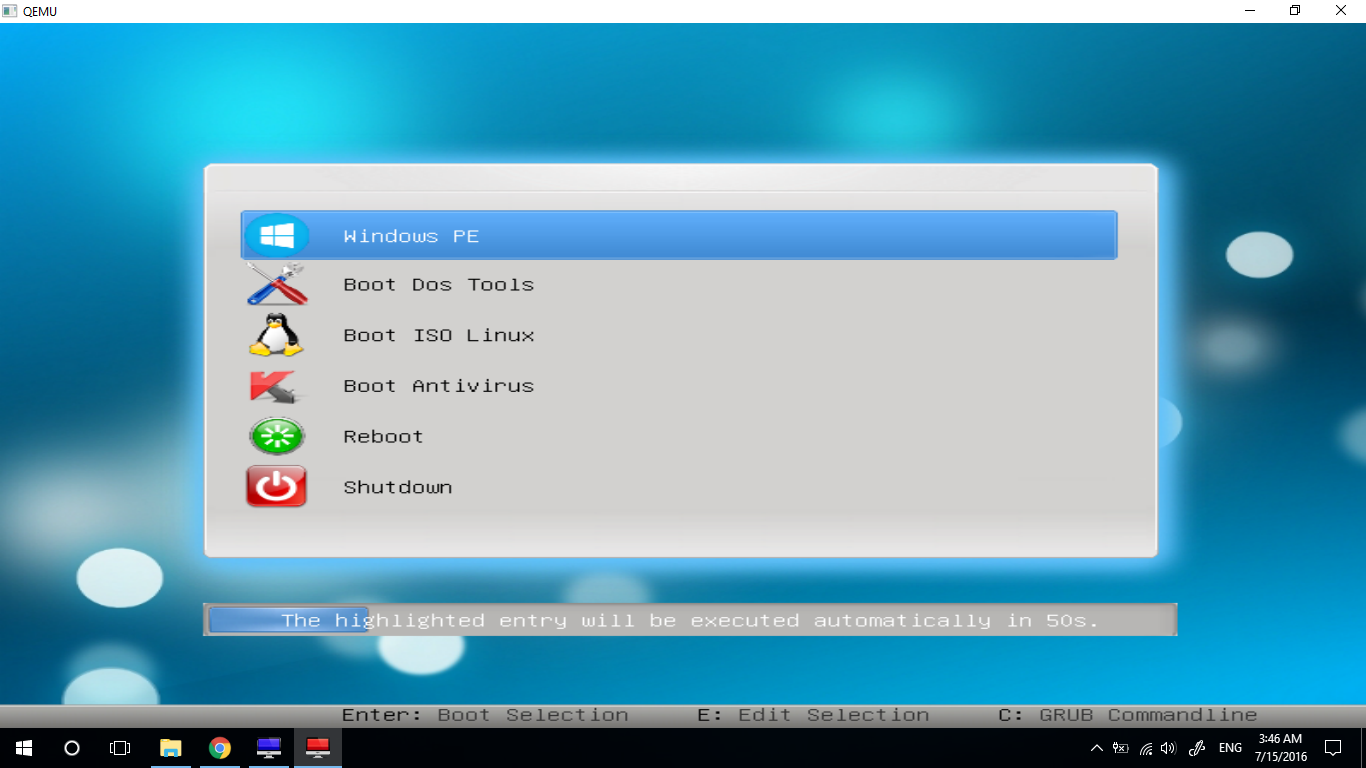 QEMU
Windows PE
Boot Dos Tools
Boot ISO Linux
Boot Antivirus
Reboot
Shutdown
The highlighted entry will be executed automatically in 50s.
Enter: Boot Selection E: Edit Selection C: GRUB Commandline
ENG
3:46 AM
7/15/2016